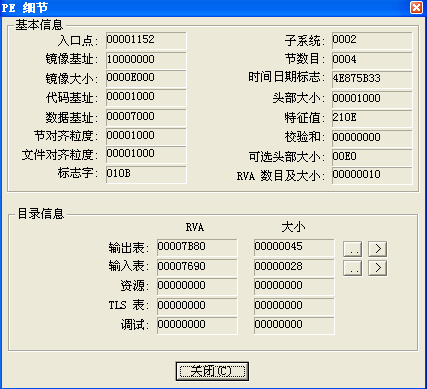 PE 细节
基本信息
入口点: 00001152 子系统: 0002
镜像基址: 10000000 节数目: 0004
镜像大小: 0000E000 时间日期标志: 4E875B33
代码基址: 00001000 头部大小: 00001000
数据基址: 00007000 特征值: 210E
节对齐粒度: 00001000 校验和: 00000000
文件对齐粒度: 00001000 可选头部大小: 00E0
标志字: 010B RVA 数目及大小: 00000010
目录信息
RVA 大小
输出表: 00007B80 00000045 .. >
输入表: 00007690 00000028 .. >
资源: 00000000 00000000
TLS 表: 00000000 00000000
调试: 00000000 00000000
关闭(C)